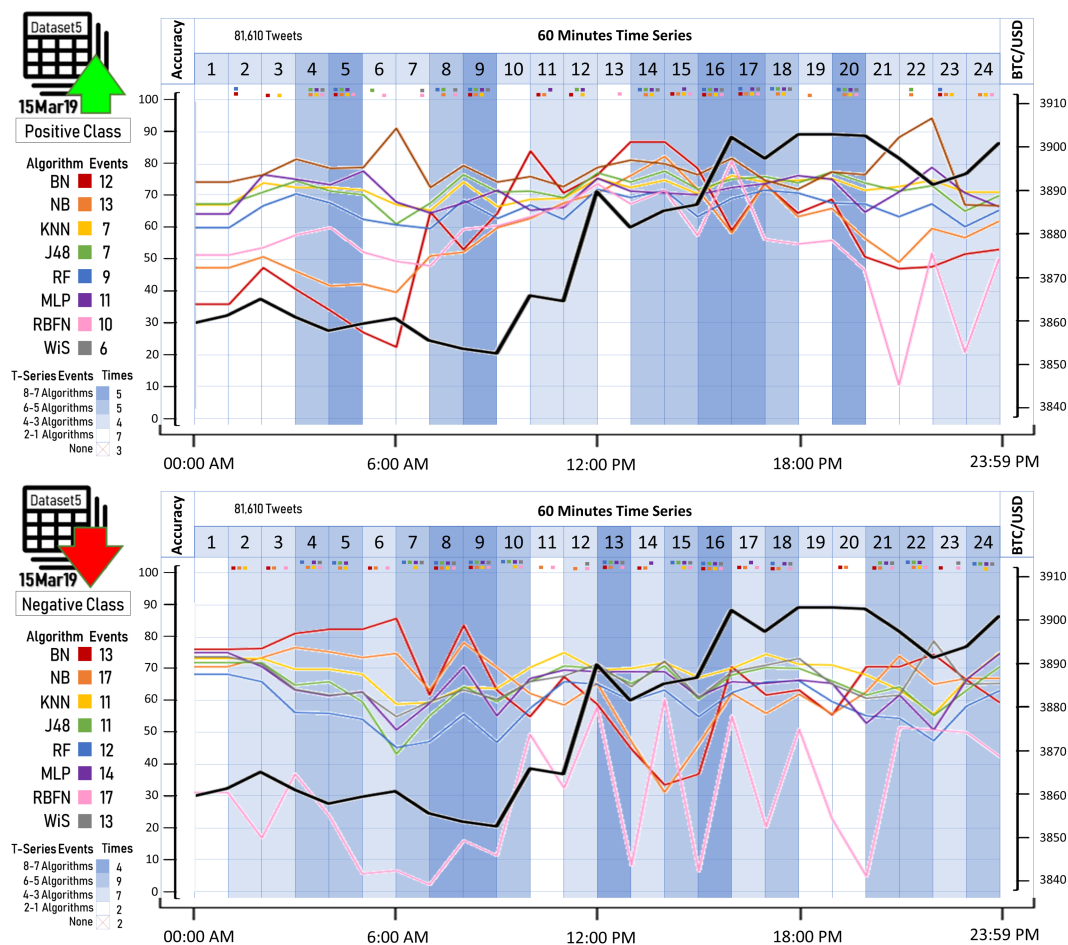 Dataset5
15Mar19
Positive Class
81,610 Tweets
60 Minutes Time Series
Accuracy
BTC/USD
1 2 3 4 5 6 7 8 9 10 11 12 13 14 15 16 17 18 19 20 21 22 23 24
100
90
80
70
60
50
40
30
20
10
0
3910
3900
3890
3880
3870
3860
3850
3840
Algorithm Events
BN 12
NB 13
KNN 7
J48 7
RF 9
MLP 11
RBFN 10
WiS 6
T-Series Events Times
8-7 Algorithms 5
6-5 Algorithms 5
4-3 Algorithms 4
2-1 Algorithms 7
None 3
00:00 AM 6:00 AM 12:00 PM 18:00 PM 23:59 PM
Dataset5
15Mar19
Negative Class
81,610 Tweets
60 Minutes Time Series
Accuracy
BTC/USD
1 2 3 4 5 6 7 8 9 10 11 12 13 14 15 16 17 18 19 20 21 22 23 24
100
90
80
70
60
50
40
30
20
10
0
3910
3900
3890
3880
3870
3860
3850
3840
Algorithm Events
BN 13
NB 17
KNN 11
J48 11
RF 12
MLP 14
RBFN 17
WiS 13
T-Series Events Times
8-7 Algorithms 4
6-5 Algorithms 9
4-3 Algorithms 7
2-1 Algorithms 2
None 2
00:00 AM 6:00 AM 12:00 PM 18:00 PM 23:59 PM